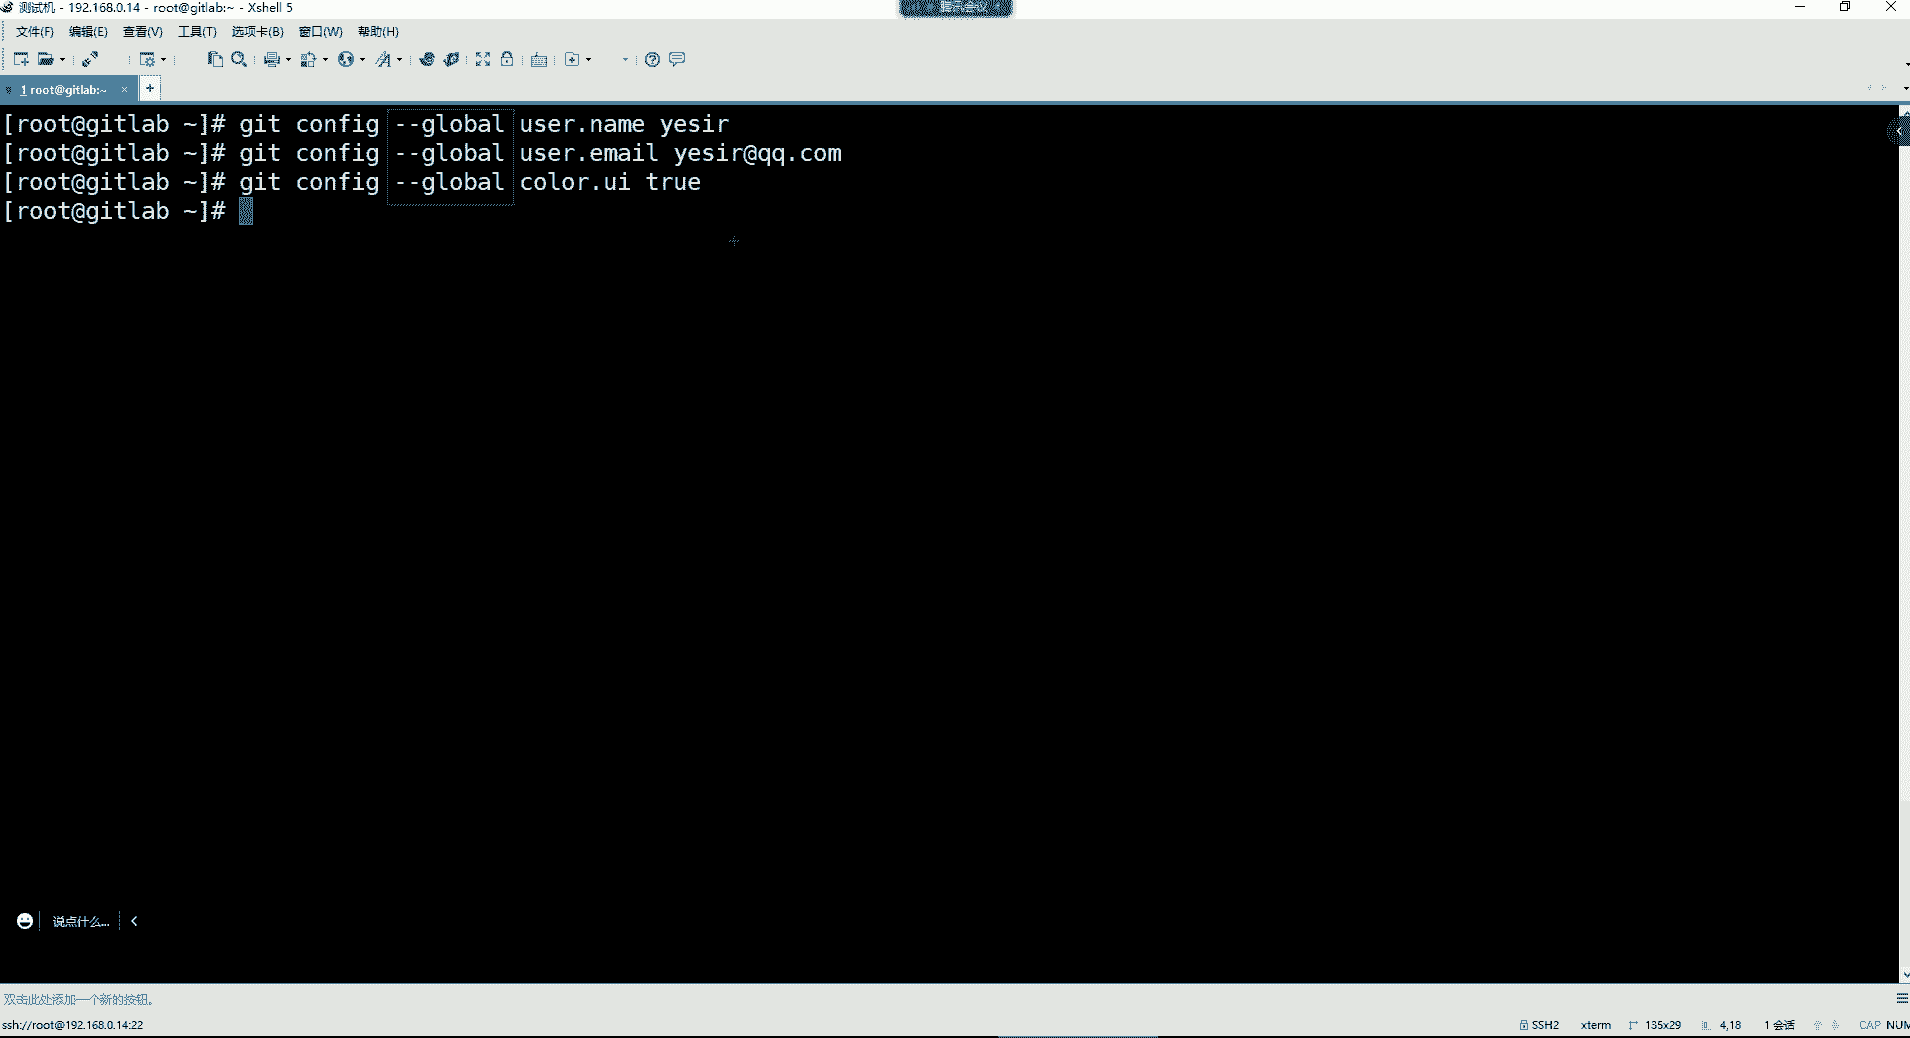 测试机 - 192.168.0.14 - root@gitlab:~ - Xshell 5
腾讯会议
文件(F) 编辑(E) 查看(V) 工具(T) 选项卡(B) 窗口(W) 帮助(H)
1 root@gitlab:~ × +
[root@gitlab ~]# git config --global user.name yesir
[root@gitlab ~]# git config --global user.email yesir@qq.com
[root@gitlab ~]# git config --global color.ui true
[root@gitlab ~]#
说点什么...
双击此处添加一个新的按钮。
ssh://root@192.168.0.14:22 SSH2 xterm 135x29 4,18 1 会话 CAP NUM